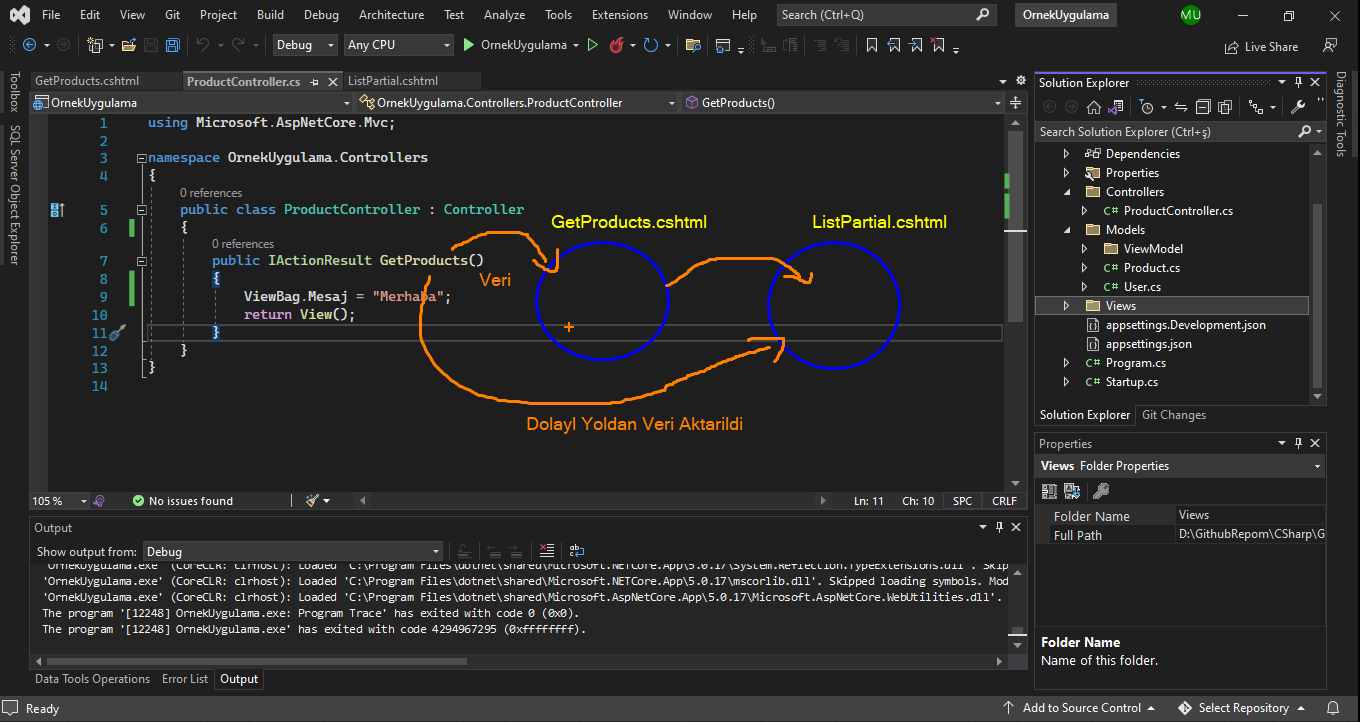 File Edit View Git Project Build Debug Architecture Test Analyze Tools Extensions Window Help Search (Ctrl+Q) OrnekUygulama MU
Debug Any CPU OrnekUygulama Live Share
Toolbox
SQL Server Object Explorer
GetProducts.cshtml ProductController.cs ListPartial.cshtml
OrnekUygulama OrnekUygulama.Controllers.ProductController GetProducts()
1 using Microsoft.AspNetCore.Mvc;
2
3 namespace OrnekUygulama.Controllers
4 {
0 references
5 public class ProductController : Controller
6 {
0 references
7 public IActionResult GetProducts()
8 {
9 ViewBag.Mesaj = "Merhaba";
10 return View();
11 }
12 }
13 }
14
GetProducts.cshtml
ListPartial.cshtml
Veri
Dolayl Yoldan Veri Aktarildi
105 % No issues found Ln: 11 Ch: 10 SPC CRLF
Output
Show output from: Debug
'OrnekUygulama.exe' (CoreCLR: clrhost): Loaded 'C:\Program Files\dotnet\shared\Microsoft.NETCore.App\5.0.17\System.Reflection.TypeExtensions.dll'. Skip
'OrnekUygulama.exe' (CoreCLR: clrhost): Loaded 'C:\Program Files\dotnet\shared\Microsoft.NETCore.App\5.0.17\mscorlib.dll'. Skipped loading symbols. Mod
'OrnekUygulama.exe' (CoreCLR: clrhost): Loaded 'C:\Program Files\dotnet\shared\Microsoft.AspNetCore.App\5.0.17\Microsoft.AspNetCore.WebUtilities.dll'.
The program '[12248] OrnekUygulama.exe: Program Trace' has exited with code 0 (0x0).
The program '[12248] OrnekUygulama.exe' has exited with code 4294967295 (0xffffffff).
Data Tools Operations Error List Output
Solution Explorer
Search Solution Explorer (Ctrl+ş)
Dependencies
Properties
Controllers
C# ProductController.cs
Models
ViewModel
C# Product.cs
C# User.cs
Views
appsettings.Development.json
appsettings.json
C# Program.cs
C# Startup.cs
Solution Explorer Git Changes
Properties
Views Folder Properties
Folder Name Views
Full Path D:\GithubRepom\CSharp\G
Folder Name
Name of this folder.
Diagnostic Tools
Ready Add to Source Control Select Repository